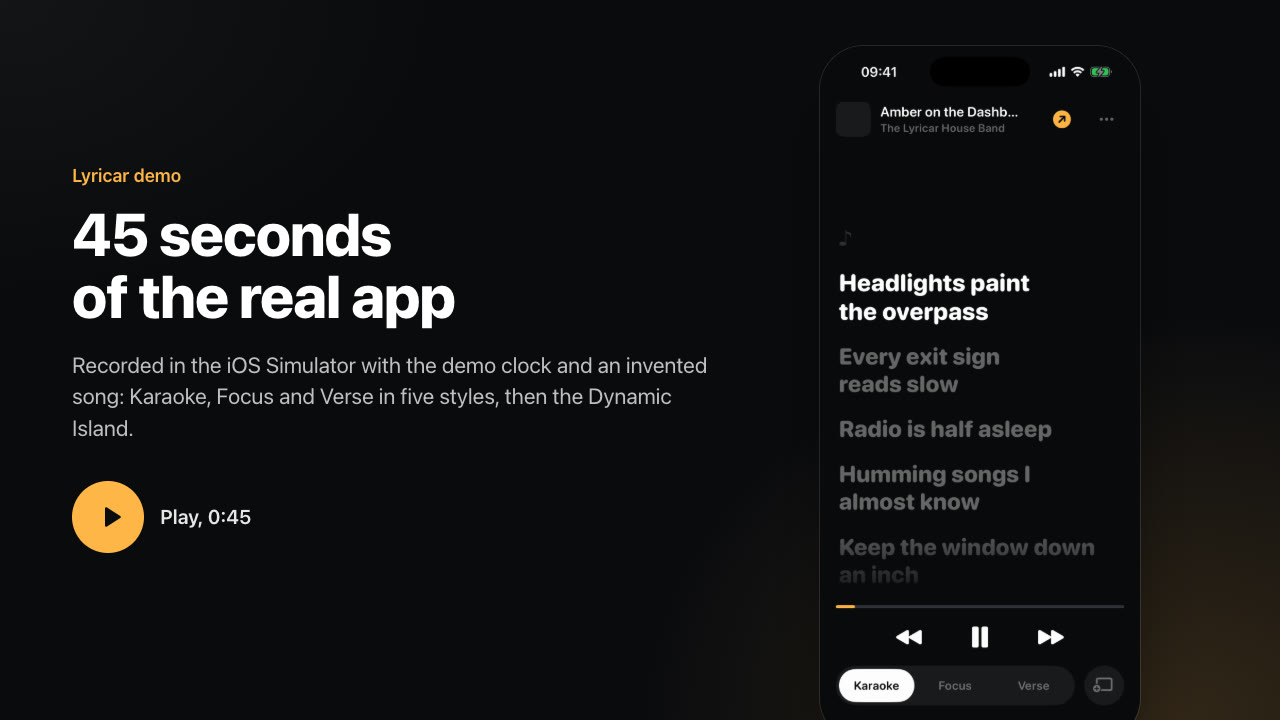 Lyricar demo
45 seconds
of the real app
Recorded in the iOS Simulator with the demo clock and an invented
song: Karaoke, Focus and Verse in five styles, then the Dynamic
Island.
Play, 0:45
09:41
Amber on the Dashb...
The Lyricar House Band
Headlights paint
the overpass
Every exit sign
reads slow
Radio is half asleep
Humming songs I
almost know
Keep the window down
an inch
Karaoke
Focus
Verse